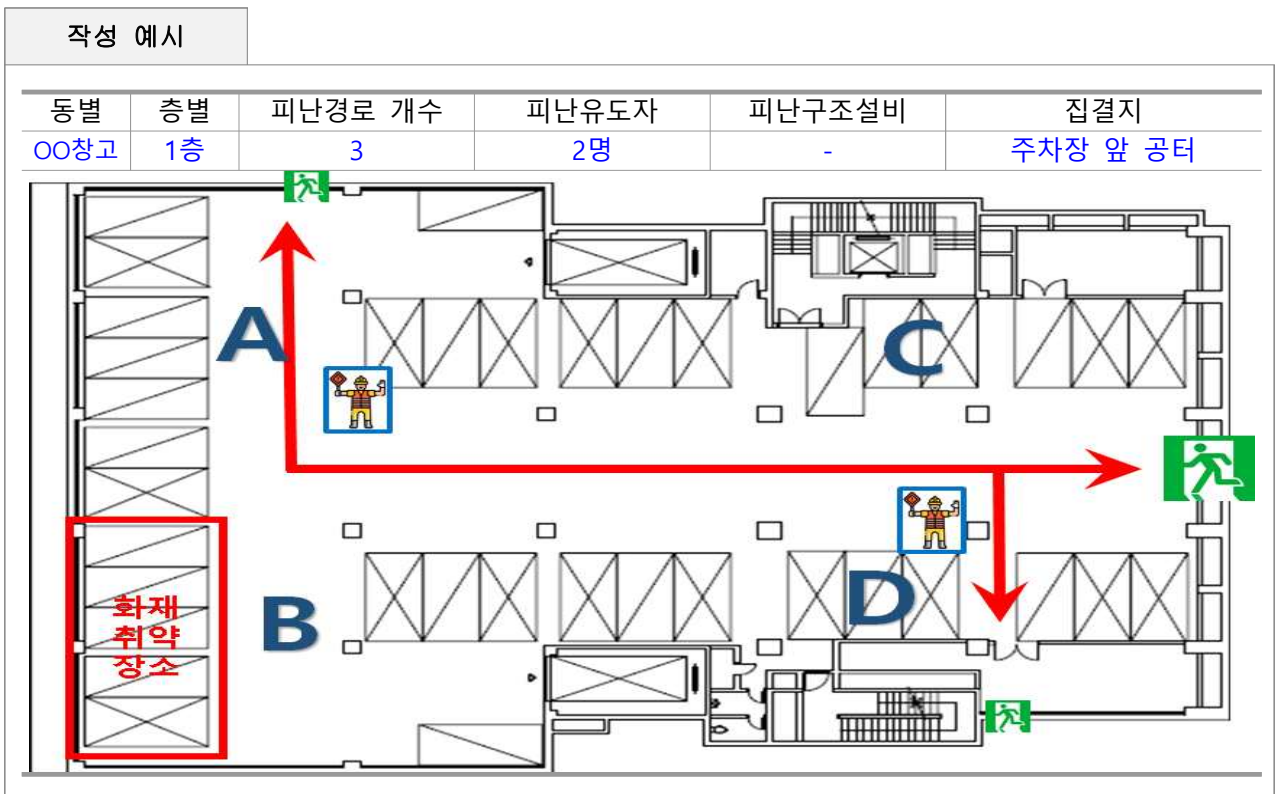 작성 예시
동별 층별 피난경로 개수 피난유도자 피난구조설비 집결지
OO창고 1층 3 2명 - 주차장 앞 공터
A
C
B
D
화재
취약
장소